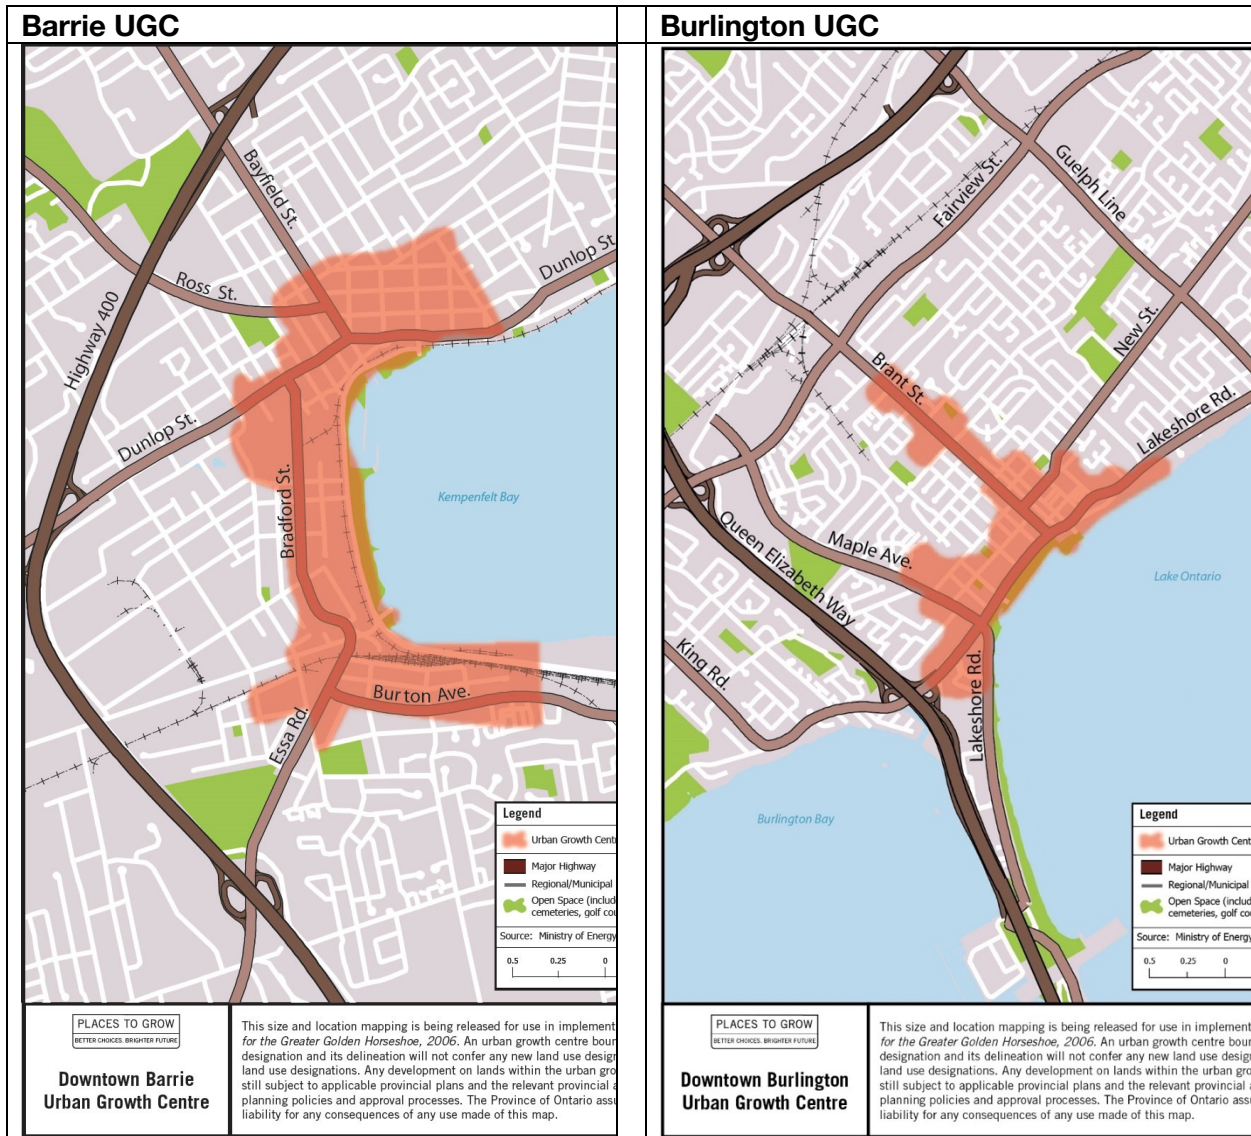 Barrie UGC
Bayfield St.
Ross St.
Highway 400
Dunlop St.
Dunlop St.
Bradford St.
Kempenfelt Bay
Burton Ave.
Essa Rd.
Legend
Urban Growth Cent
Major Highway
Regional/Municipal
Open Space (includ
cemeteries, golf cou
Source: Ministry of Energy
0.5 0.25 0
PLACES TO GROW
BETTER CHOICES. BRIGHTER FUTURE
Downtown Barrie
Urban Growth Centre
This size and location mapping is being released for use in implement
for the Greater Golden Horseshoe, 2006. An urban growth centre boun
designation and its delineation will not confer any new land use design
land use designations. Any development on lands within the urban gro
still subject to applicable provincial plans and the relevant provincial a
planning policies and approval processes. The Province of Ontario assu
liability for any consequences of any use made of this map.
Burlington UGC
Guelph Line
Fairview St.
New St.
Brant St.
Lakeshore Rd.
Maple Ave.
Queen Elizabeth Way
Lake Ontario
King Rd.
Lakeshore Rd.
Burlington Bay
Legend
Urban Growth Cent
Major Highway
Regional/Municipal
Open Space (includ
cemeteries, golf cou
Source: Ministry of Energy
0.5 0.25 0
PLACES TO GROW
BETTER CHOICES. BRIGHTER FUTURE
Downtown Burlington
Urban Growth Centre
This size and location mapping is being released for use in implement
for the Greater Golden Horseshoe, 2006. An urban growth centre boun
designation and its delineation will not confer any new land use design
land use designations. Any development on lands within the urban gro
still subject to applicable provincial plans and the relevant provincial a
planning policies and approval processes. The Province of Ontario assu
liability for any consequences of any use made of this map.